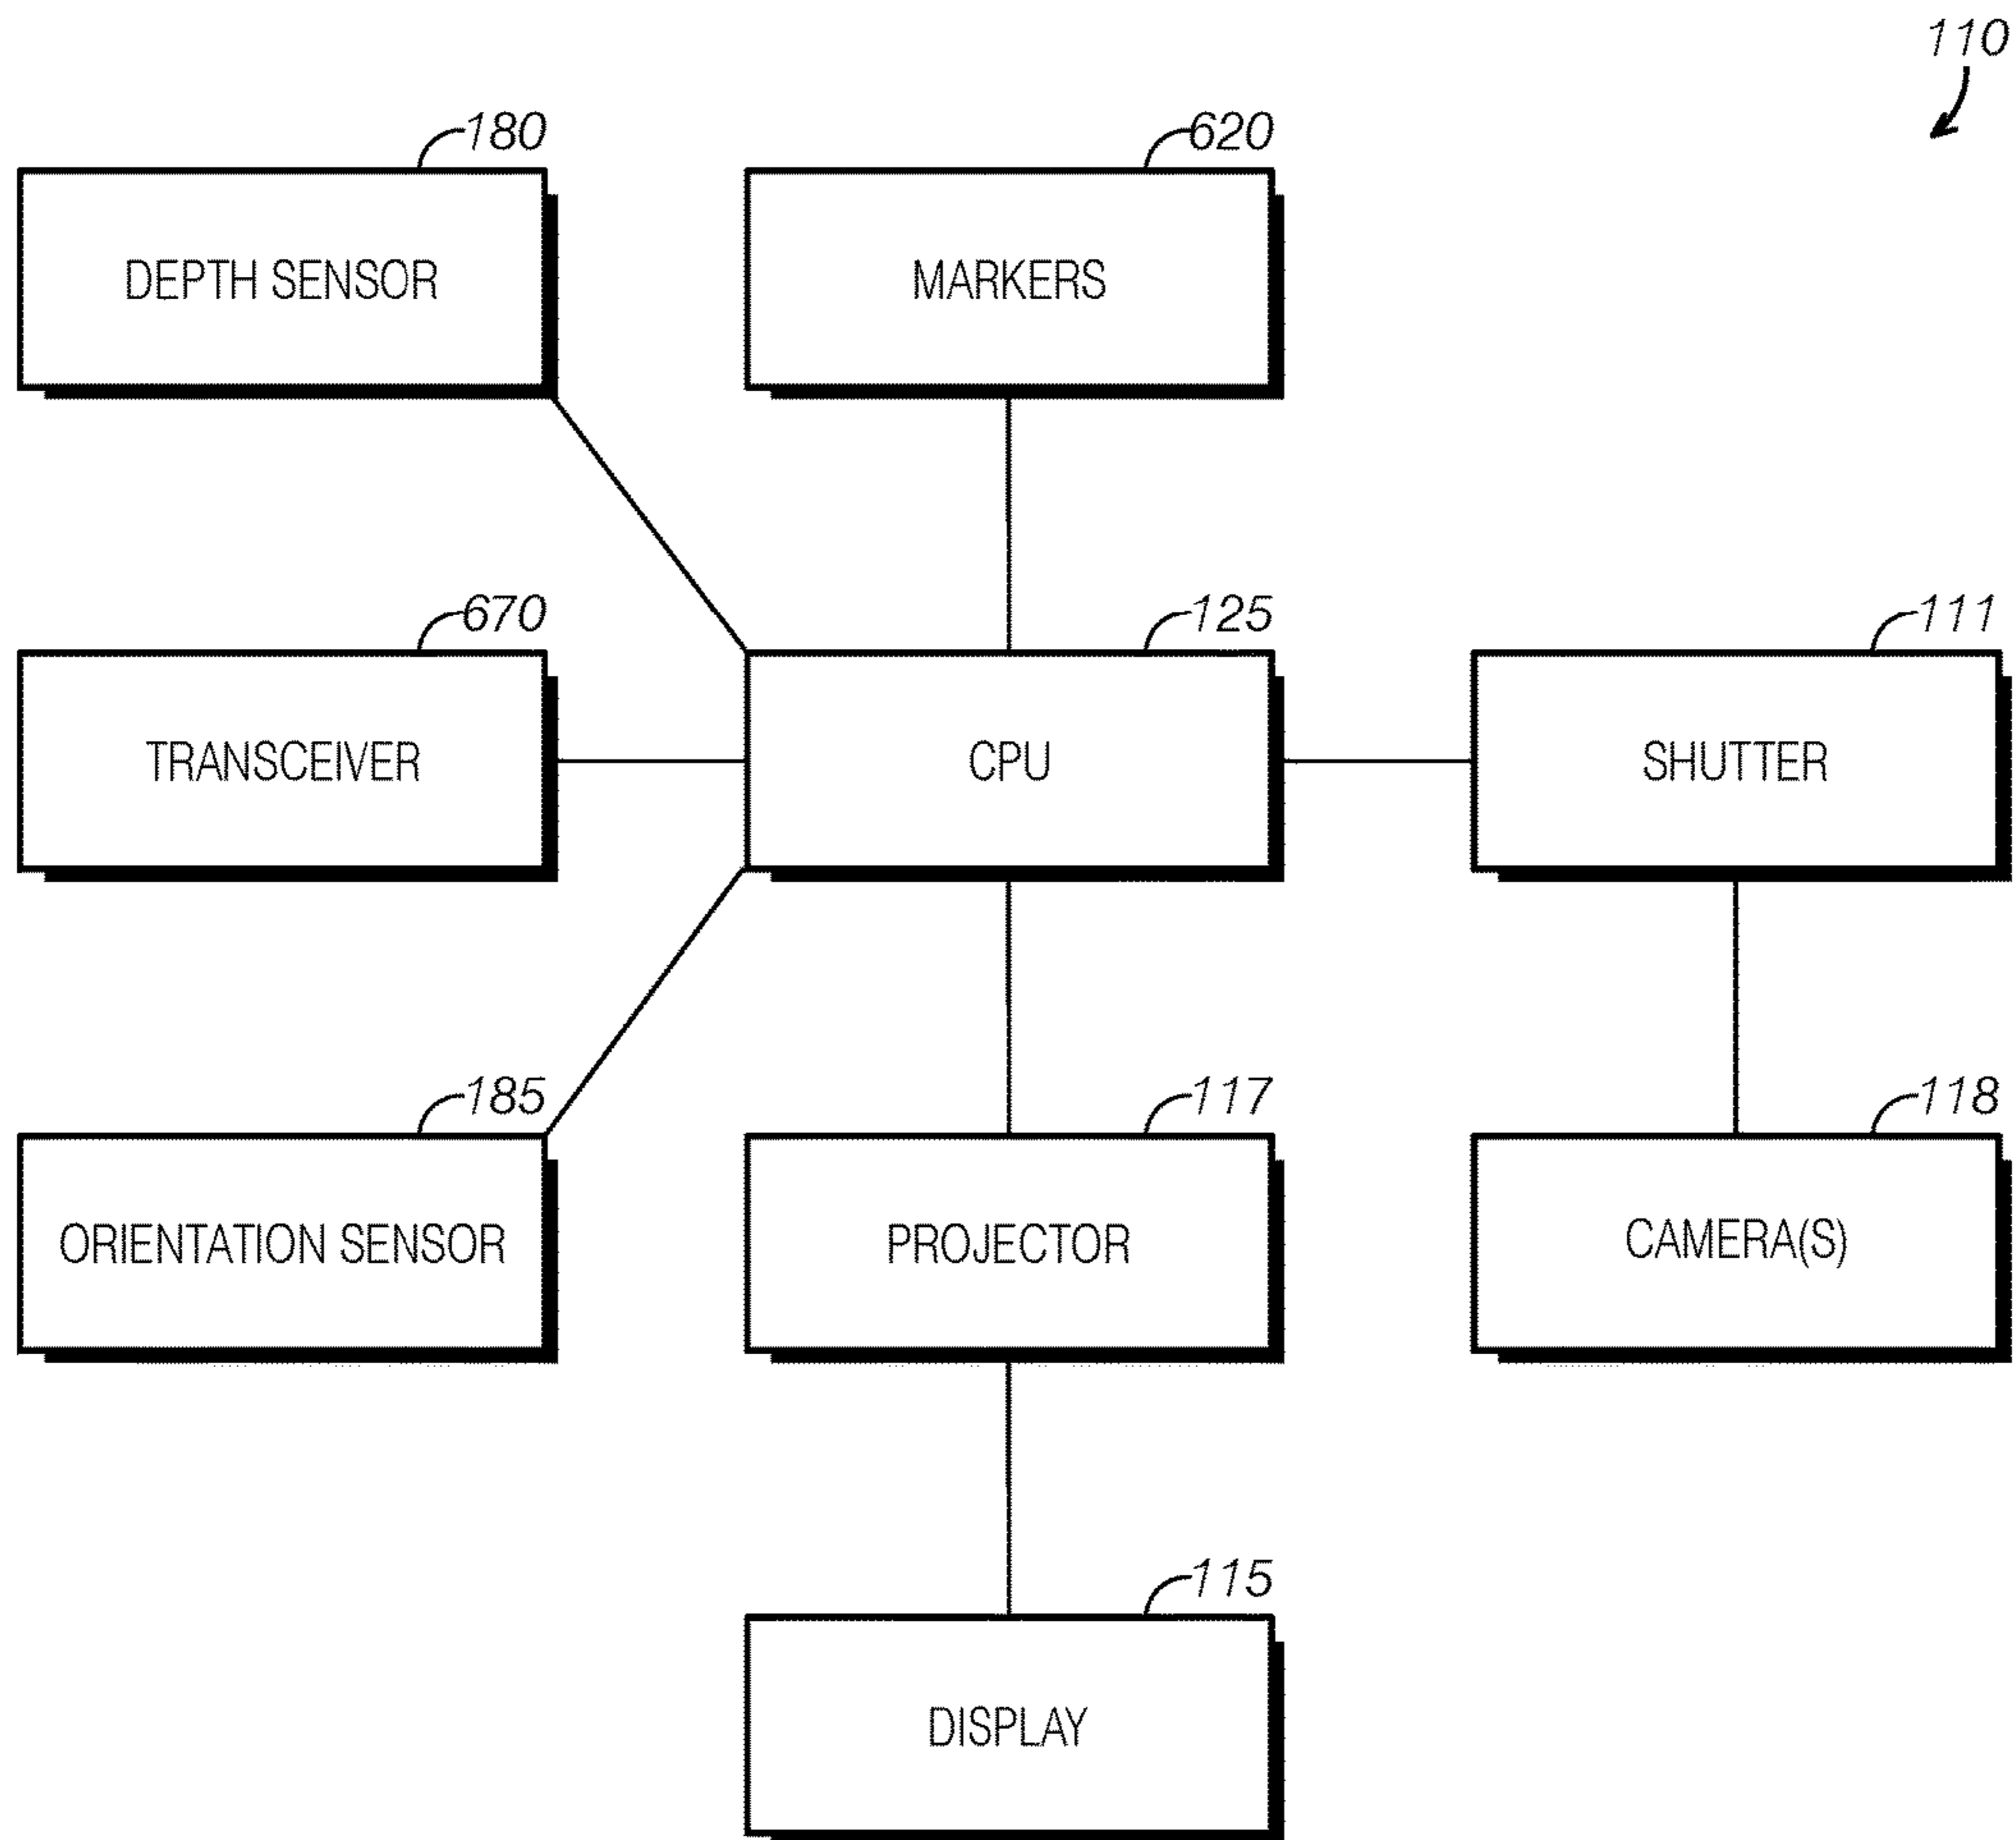 110
180
620
DEPTH SENSOR
MARKERS
670
125
111
TRANSCEIVER
CPU
SHUTTER
185
117
118
ORIENTATION SENSOR
PROJECTOR
CAMERA(S)
115
DISPLAY